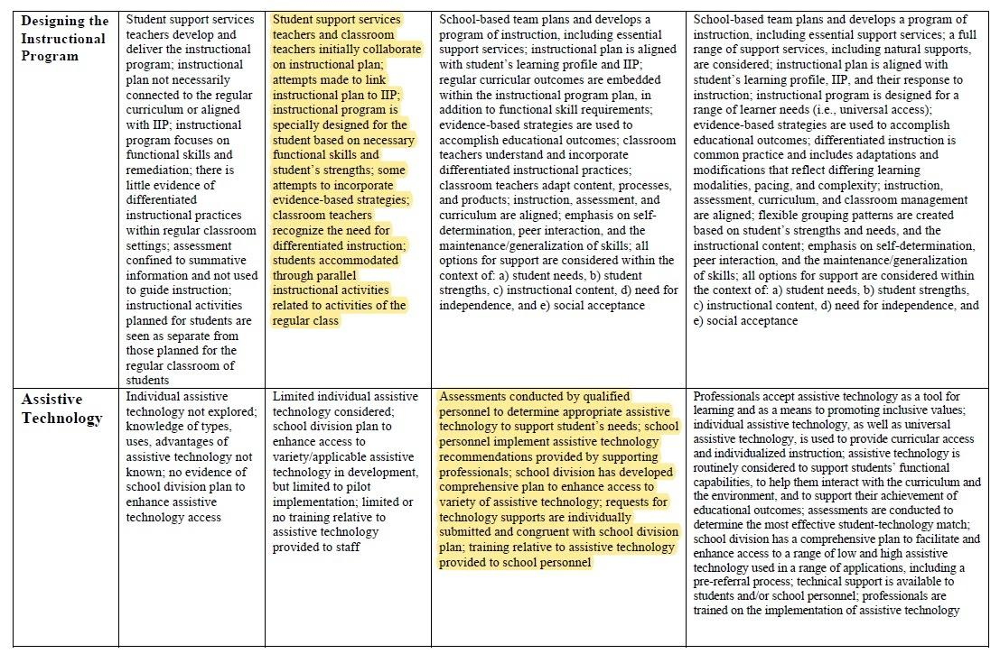 Designing the
Instructional
Program
Student support services
teachers develop and
deliver the instructional
program; instructional
plan not necessarily
connected to the regular
curriculum or aligned
with IIP; instructional
program focuses on
functional skills and
remediation; there is
little evidence of
differentiated
instructional practices
within regular classroom
settings; assessment
confined to summative
information and not used
to guide instruction;
instructional activities
planned for students are
seen as separate from
those planned for the
regular classroom of
students
Student support services
teachers and classroom
teachers initially collaborate
on instructional plan;
attempts made to link
instructional plan to IIP;
instructional program is
specially designed for the
student based on necessary
functional skills and
student's strengths; some
attempts to incorporate
evidence-based strategies;
classroom teachers
recognize the need for
differentiated instruction;
students accommodated
through parallel
instructional activities
related to activities of the
regular class
School-based team plans and develops a
program of instruction, including essential
support services; instructional plan is aligned
with student's learning profile and IIP;
regular curricular outcomes are embedded
within the instructional program plan, in
addition to functional skill requirements;
evidence-based strategies are used to
accomplish educational outcomes; classroom
teachers understand and incorporate
differentiated instructional practices;
classroom teachers adapt content, processes,
and products; instruction, assessment, and
curriculum are aligned; emphasis on self-
determination, peer interaction, and the
maintenance/generalization of skills; all
options for support are considered within the
context of: a) student needs, b) student
strengths, c) instructional content, d) need for
independence, and e) social acceptance
School-based team plans and develops a program of
instruction, including essential support services; a full
range of support services, including natural supports,
are considered; instructional plan is aligned with
student's learning profile, IIP, and their response to
instruction; instructional program is designed for a
range of learner needs (i.e., universal access);
evidence-based strategies are used to accomplish
educational outcomes; differentiated instruction is
common practice and includes adaptations and
modifications that reflect differing learning
modalities, pacing, and complexity; instruction,
assessment, curriculum, and classroom management
are aligned; flexible grouping patterns are created
based on student's strengths and needs, and the
instructional content; emphasis on self-determination,
peer interaction, and the maintenance/generalization
of skills; all options for support are considered within
the context of: a) student needs, b) student strengths,
c) instructional content, d) need for independence, and
e) social acceptance
Assistive
Technology
Individual assistive
technology not explored;
knowledge of types,
uses, advantages of
assistive technology not
known; no evidence of
school division plan to
enhance assistive
technology access
Limited individual assistive
technology considered;
school division plan to
enhance access to
variety/applicable assistive
technology in development,
but limited to pilot
implementation; limited or
no training relative to
assistive technology
provided to staff
Assessments conducted by qualified
personnel to determine appropriate assistive
technology to support student's needs; school
personnel implement assistive technology
recommendations provided by supporting
professionals; school division has developed
comprehensive plan to enhance access to
variety of assistive technology; requests for
technology supports are individually
submitted and congruent with school division
plan; training relative to assistive technology
provided to school personnel
Professionals accept assistive technology as a tool for
learning and as a means to promoting inclusive values;
individual assistive technology, as well as universal
assistive technology, is used to provide curricular access
and individualized instruction; assistive technology is
routinely considered to support students' functional
capabilities, to help them interact with the curriculum and
the environment, and to support their achievement of
educational outcomes; assessments are conducted to
determine the most effective student-technology match;
school division has a comprehensive plan to facilitate and
enhance access to a range of low and high assistive
technology used in a range of applications, including a
pre-referral process; technical support is available to
students and/or school personnel; professionals are
trained on the implementation of assistive technology